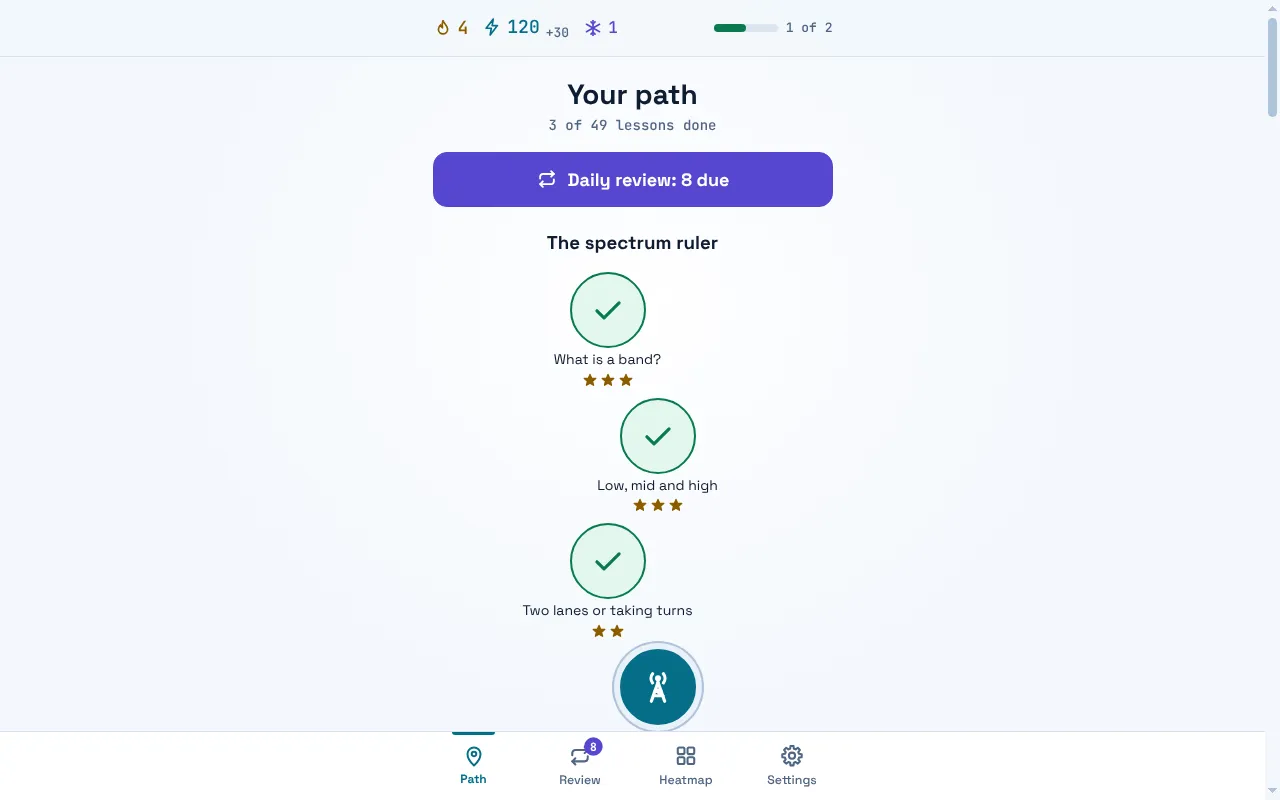 4 120 +30 1 1 of 2
Your path
3 of 49 lessons done
Daily review: 8 due
The spectrum ruler
What is a band?
Low, mid and high
Two lanes or taking turns
8
Path Review Heatmap Settings